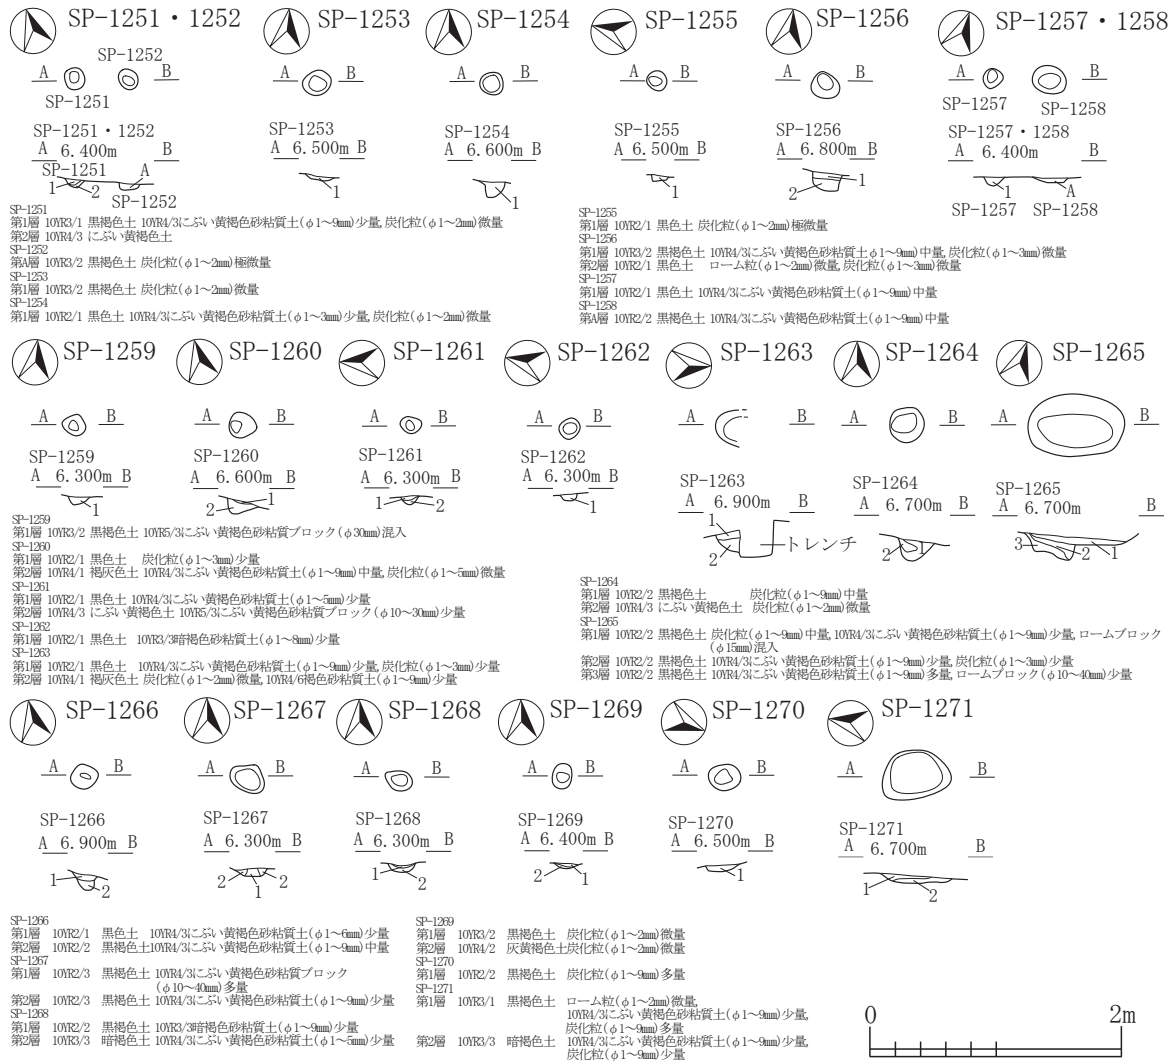 SP-1251・1252
SP-1253
SP-1254
SP-1255
SP-1256
SP-1257・1258
SP-1252
A B
SP-1251
A B
A B
A B
A B
A B
SP-1257
SP-1258
SP-1251・1252
A 6.400m B
SP-1251 A
1 2 SP-1252
SP-1253
A 6.500m B
1
SP-1254
A 6.600m B
1
SP-1255
A 6.500m B
1
SP-1256
A 6.800m B
2 1
SP-1257・1258
A 6.400m B
1 A
SP-1257 SP-1258
SP-1251
第1層 10YR3/1 黒褐色土 10YR4/3にぶい黄褐色砂粘質土(φ1～9㎜)少量, 炭化粒(φ1～2㎜)微量
第2層 10YR4/3 にぶい黄褐色土
SP-1252
第A層 10YR3/2 黒褐色土 炭化粒(φ1～2㎜)極微量
SP-1253
第1層 10YR3/2 黒褐色土 炭化粒(φ1～2㎜)微量
SP-1254
第1層 10YR2/1 黒色土 10YR4/3にぶい黄褐色砂粘質土(φ1～3㎜)少量, 炭化粒(φ1～2㎜)微量
SP-1255
第1層 10YR2/1 黒色土 炭化粒(φ1～2㎜)極微量
SP-1256
第1層 10YR3/2 黒褐色土 10YR4/3にぶい黄褐色砂粘質土(φ1～9㎜)中量, 炭化粒(φ1～3㎜)微量
第2層 10YR2/1 黒色土 ローム粒(φ1～2㎜)微量, 炭化粒(φ1～3㎜)微量
SP-1257
第1層 10YR2/1 黒色土 10YR4/3にぶい黄褐色砂粘質土(φ1～9㎜)中量
SP-1258
第A層 10YR2/2 黒褐色土 10YR4/3にぶい黄褐色砂粘質土(φ1～9㎜)中量
SP-1259
SP-1260
SP-1261
SP-1262
SP-1263
SP-1264
SP-1265
A B
A B
A B
A B
A B
A B
A B
SP-1259
A 6.300m B
1
SP-1260
A 6.600m B
2 1
SP-1261
A 6.300m B
1 2
SP-1262
A 6.300m B
1
SP-1263
A 6.900m B
1
2 トレンチ
SP-1264
A 6.700m B
2 1
SP-1265
A 6.700m B
3 2 1
SP-1259
第1層 10YR3/2 黒褐色土 10YR5/3にぶい黄褐色砂粘質ブロック(φ30㎜)混入
SP-1260
第1層 10YR2/1 黒色土 炭化粒(φ1～3㎜)少量
第2層 10YR4/1 褐灰色土 10YR4/3にぶい黄褐色砂粘質土(φ1～9㎜)中量, 炭化粒(φ1～5㎜)微量
SP-1261
第1層 10YR2/1 黒色土 10YR4/3にぶい黄褐色砂粘質土(φ1～5㎜)少量
第2層 10YR4/3 にぶい黄褐色土 10YR5/3にぶい黄褐色砂粘質ブロック(φ10～30㎜)少量
SP-1262
第1層 10YR2/1 黒色土 10YR3/3暗褐色砂粘質土(φ1～8㎜)少量
SP-1263
第1層 10YR2/1 黒色土 10YR4/3にぶい黄褐色砂粘質土(φ1～9㎜)少量, 炭化粒(φ1～3㎜)少量
第2層 10YR4/1 褐灰色土 炭化粒(φ1～2㎜)微量, 10YR4/6褐色砂粘質土(φ1～9㎜)少量
SP-1264
第1層 10YR2/2 黒褐色土 炭化粒(φ1～9㎜)中量
第2層 10YR4/3 にぶい黄褐色土 炭化粒(φ1～2㎜)微量
SP-1265
第1層 10YR2/2 黒褐色土 炭化粒(φ1～9㎜)中量, 10YR4/3にぶい黄褐色砂粘質土(φ1～9㎜)少量, ロームブロック
(φ15㎜)混入
第2層 10YR2/2 黒褐色土 10YR4/3にぶい黄褐色砂粘質土(φ1～9㎜)少量, 炭化粒(φ1～3㎜)少量
第3層 10YR2/2 黒褐色土 10YR4/3にぶい黄褐色砂粘質土(φ1～9㎜)多量, ロームブロック(φ10～40㎜)少量
SP-1266
SP-1267
SP-1268
SP-1269
SP-1270
SP-1271
A B
A B
A B
A B
A B
A B
SP-1266
A 6.900m B
1 2
SP-1267
A 6.300m B
2 1 2
SP-1268
A 6.300m B
1 2
SP-1269
A 6.400m B
2 1
SP-1270
A 6.500m B
1
SP-1271
A 6.700m B
1 2
SP-1266
第1層 10YR2/1 黒色土 10YR4/3にぶい黄褐色砂粘質土(φ1～6㎜)少量
第2層 10YR2/2 黒褐色土10YR4/3にぶい黄褐色砂粘質土(φ1～9㎜)中量
SP-1267
第1層 10YR2/3 黒褐色土 10YR4/3にぶい黄褐色砂粘質ブロック
(φ10～40㎜)多量
第2層 10YR2/3 黒褐色土 10YR4/3にぶい黄褐色砂粘質土(φ1～9㎜)少量
SP-1268
第1層 10YR2/2 黒褐色土 10YR3/3暗褐色砂粘質土(φ1～9㎜)少量
第2層 10YR3/3 暗褐色土 10YR4/3にぶい黄褐色砂粘質土(φ1～5㎜)少量
SP-1269
第1層 10YR3/2 黒褐色土 炭化粒(φ1～2㎜)微量
第2層 10YR4/2 灰黄褐色土炭化粒(φ1～2㎜)微量
SP-1270
第1層 10YR2/2 黒褐色土 炭化粒(φ1～9㎜)多量
SP-1271
第1層 10YR3/1 黒褐色土 ローム粒(φ1～2㎜)微量,
10YR4/3にぶい黄褐色砂粘質土(φ1～9㎜)少量,
炭化粒(φ1～9㎜)多量
第2層 10YR3/3 暗褐色土 10YR4/3にぶい黄褐色砂粘質土(φ1～9㎜)少量,
炭化粒(φ1～9㎜)少量
0 2m